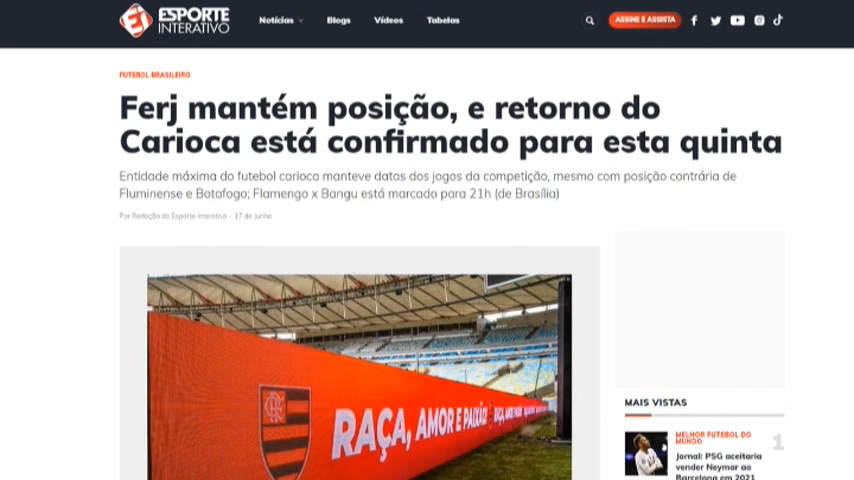 ESPORTE
INTERATIVO
Notícias
Blogs
Vídeos
Tabelas
ASSINE E ASSISTA
FUTEBOL BRASILEIRO
Ferj mantém posição, e retorno do
Carioca está confirmado para esta quinta
Entidade máxima do futebol carioca manteve datas dos jogos da competição, mesmo com posição contrária de
Fluminense e Botafogo; Flamengo x Bangu está marcado para 21h (de Brasília)
Por Redação do Esporte Interativo - 17 de Junho
RAÇA, AMOR E PAIXÃO!
MAIS VISTAS
MELHOR FUTEBOL DO
MUNDO
1
Jornal: PSG aceitaria
vender Neymar ao
Barcelona em 2021